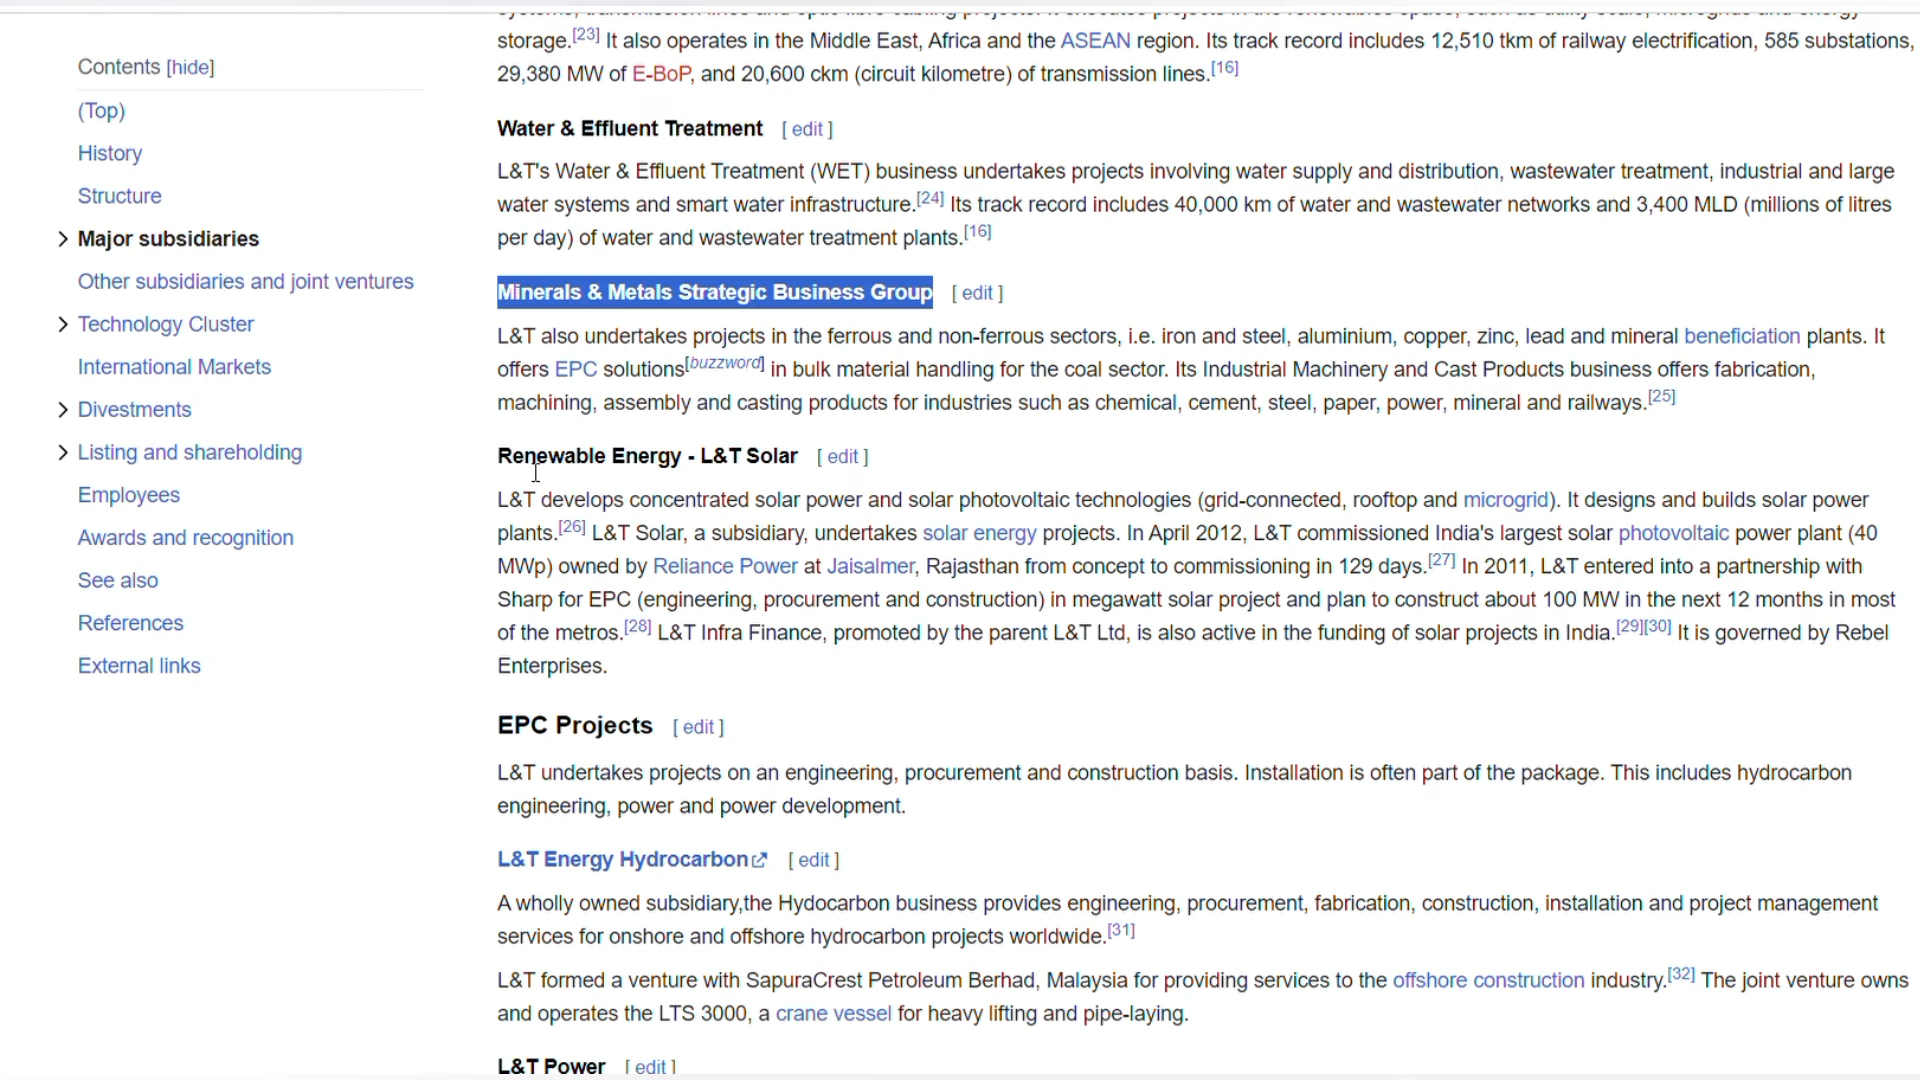 Contents [hide]
(Top)
History
Structure
Major subsidiaries
Other subsidiaries and joint ventures
Technology Cluster
International Markets
Divestments
Listing and shareholding
Employees
Awards and recognition
See also
References
External links
storage.[23] It also operates in the Middle East, Africa and the ASEAN region. Its track record includes 12,510 tkm of railway electrification, 585 substations,
29,380 MW of E-BoP, and 20,600 ckm (circuit kilometre) of transmission lines.[16]
Water & Effluent Treatment [ edit ]
L&T's Water & Effluent Treatment (WET) business undertakes projects involving water supply and distribution, wastewater treatment, industrial and large
water systems and smart water infrastructure.[24] Its track record includes 40,000 km of water and wastewater networks and 3,400 MLD (millions of litres
per day) of water and wastewater treatment plants.[16]
Minerals & Metals Strategic Business Group [ edit ]
L&T also undertakes projects in the ferrous and non-ferrous sectors, i.e. iron and steel, aluminium, copper, zinc, lead and mineral beneficiation plants. It
offers EPC solutions[buzzword] in bulk material handling for the coal sector. Its Industrial Machinery and Cast Products business offers fabrication,
machining, assembly and casting products for industries such as chemical, cement, steel, paper, power, mineral and railways.[25]
Renewable Energy - L&T Solar [ edit ]
L&T develops concentrated solar power and solar photovoltaic technologies (grid-connected, rooftop and microgrid). It designs and builds solar power
plants.[26] L&T Solar, a subsidiary, undertakes solar energy projects. In April 2012, L&T commissioned India's largest solar photovoltaic power plant (40
MWp) owned by Reliance Power at Jaisalmer, Rajasthan from concept to commissioning in 129 days.[27] In 2011, L&T entered into a partnership with
Sharp for EPC (engineering, procurement and construction) in megawatt solar project and plan to construct about 100 MW in the next 12 months in most
of the metros.[28] L&T Infra Finance, promoted by the parent L&T Ltd, is also active in the funding of solar projects in India.[29][30] It is governed by Rebel
Enterprises.
EPC Projects [ edit ]
L&T undertakes projects on an engineering, procurement and construction basis. Installation is often part of the package. This includes hydrocarbon
engineering, power and power development.
L&T Energy Hydrocarbon [ edit ]
A wholly owned subsidiary,the Hydocarbon business provides engineering, procurement, fabrication, construction, installation and project management
services for onshore and offshore hydrocarbon projects worldwide.[31]
L&T formed a venture with SapuraCrest Petroleum Berhad, Malaysia for providing services to the offshore construction industry.[32] The joint venture owns
and operates the LTS 3000, a crane vessel for heavy lifting and pipe-laying.
L&T Power [ edit ]